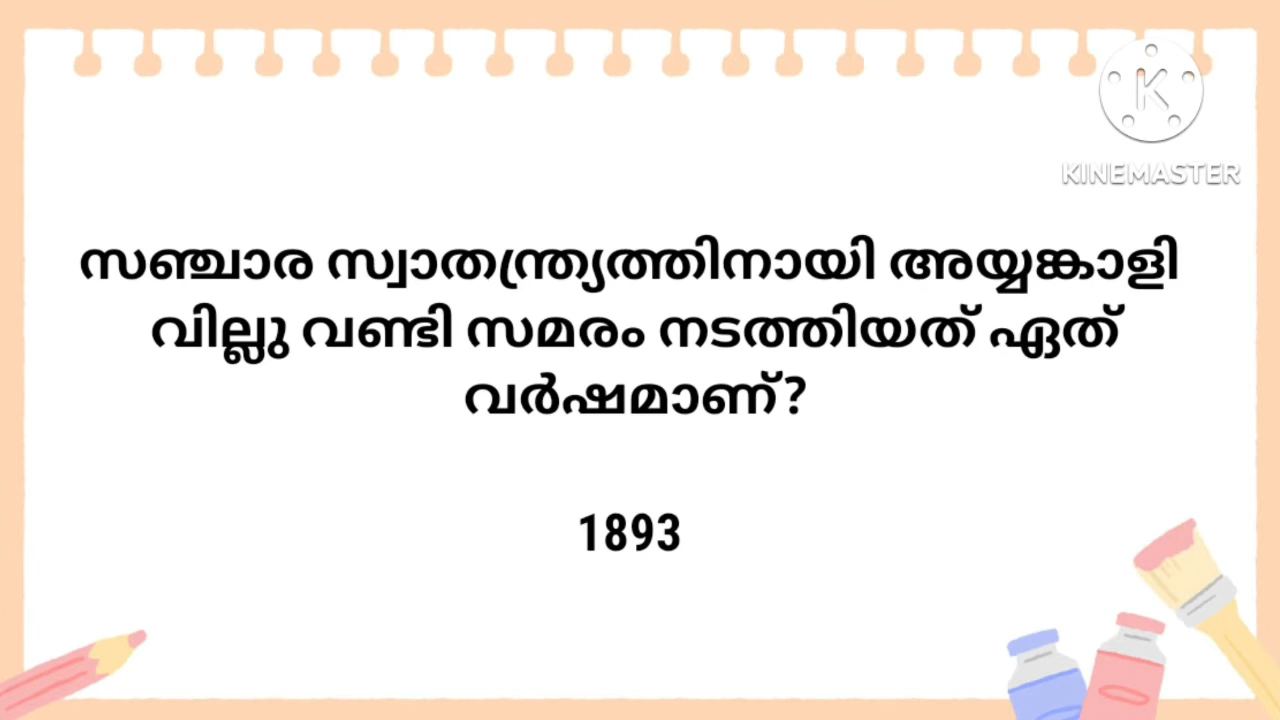 K
KINEMASTER
സഞ്ചാര സ്വാതന്ത്ര്യത്തിനായി അയ്യങ്കാളി
വില്ലു വണ്ടി സമരം നടത്തിയത് ഏത്
വർഷമാണ്?
1893